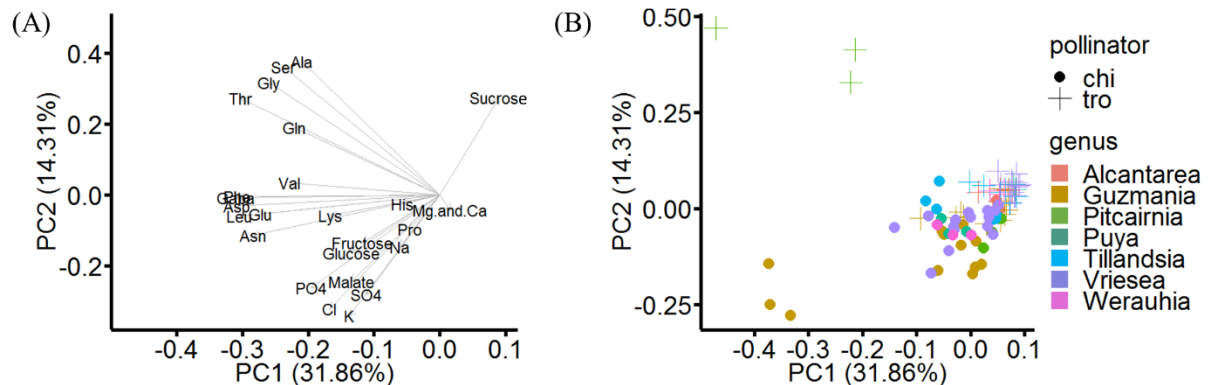 (A)
PC2 (14.31%)
0.4
0.2
0.0
-0.2
Ala
Ser
Gly
Thr
Gln
Sucrose
Val
Phe
Gaba
Asp
Leu
Glu
Asn
Lys
His
Mg.and.Ca
Pro
Na
Fructose
Glucose
PO4
Malate
SO4
Cl
K
-0.4 -0.3 -0.2 -0.1 0.0 0.1
PC1 (31.86%)
(B)
PC2 (14.31%)
0.50
0.25
0.00
-0.25
-0.4 -0.3 -0.2 -0.1 0.0 0.1
PC1 (31.86%)
pollinator
chi
tro
genus
Alcantarea
Guzmania
Pitcairnia
Puya
Tillandsia
Vriesea
Werauhia